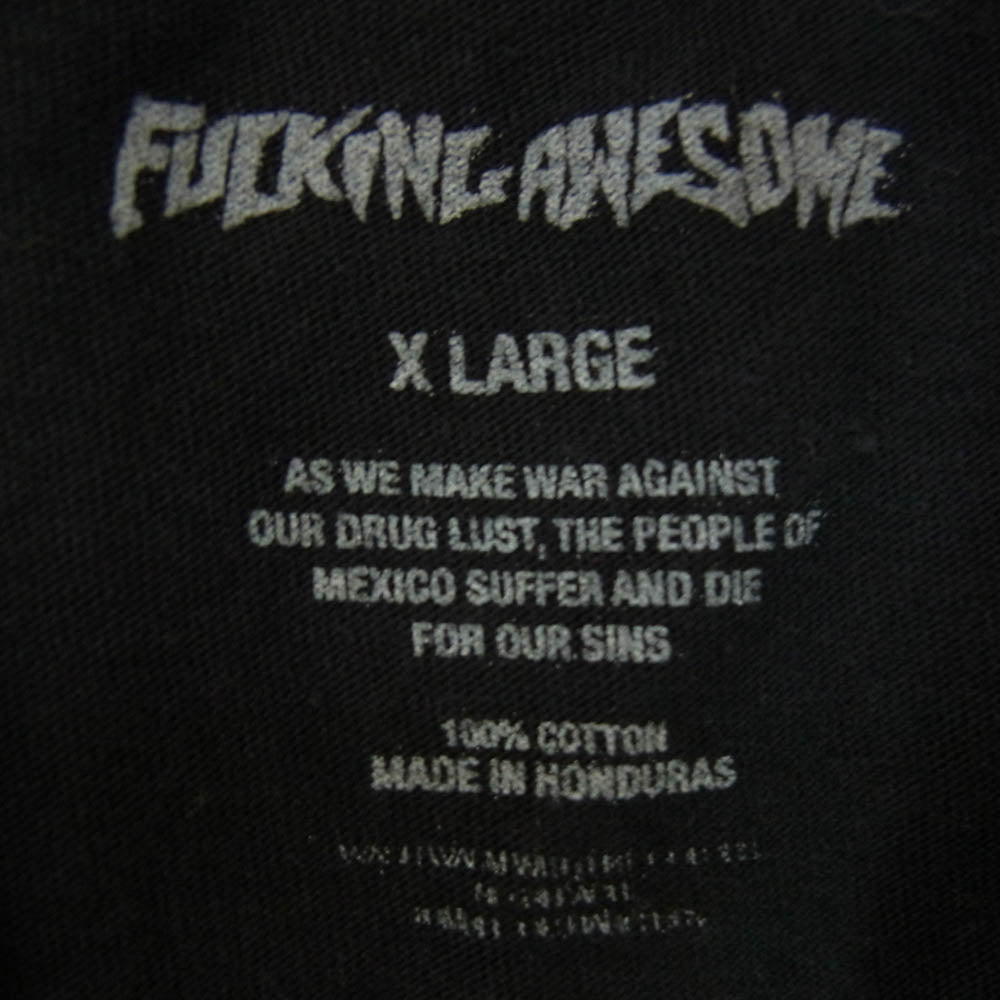 FUCKING AWESOME
X LARGE
AS WE MAKE WAR AGAINST
OUR DRUG LUST, THE PEOPLE OF
MEXICO SUFFER AND DIE
FOR OUR SINS
100% COTTON
MADE IN HONDURAS